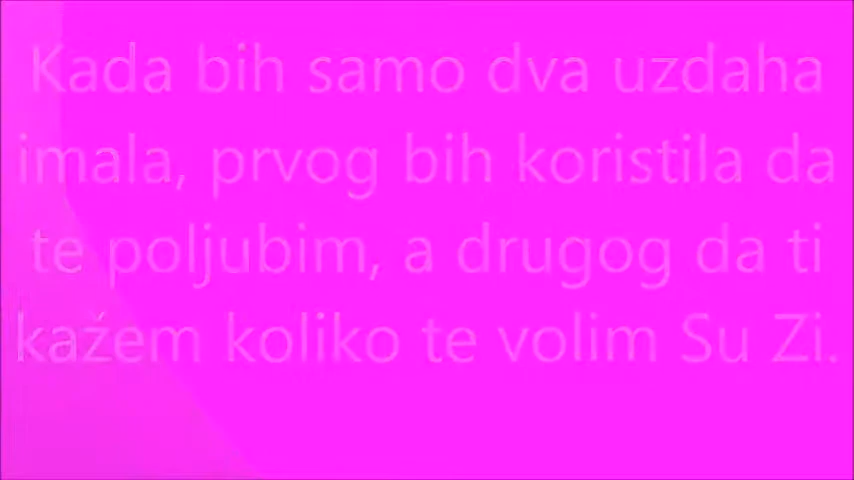 Kada bih samo dva uzdaha
imala, prvog bih koristila da
te poljubim, a drugog da ti
kažem koliko te volim Su Zi.